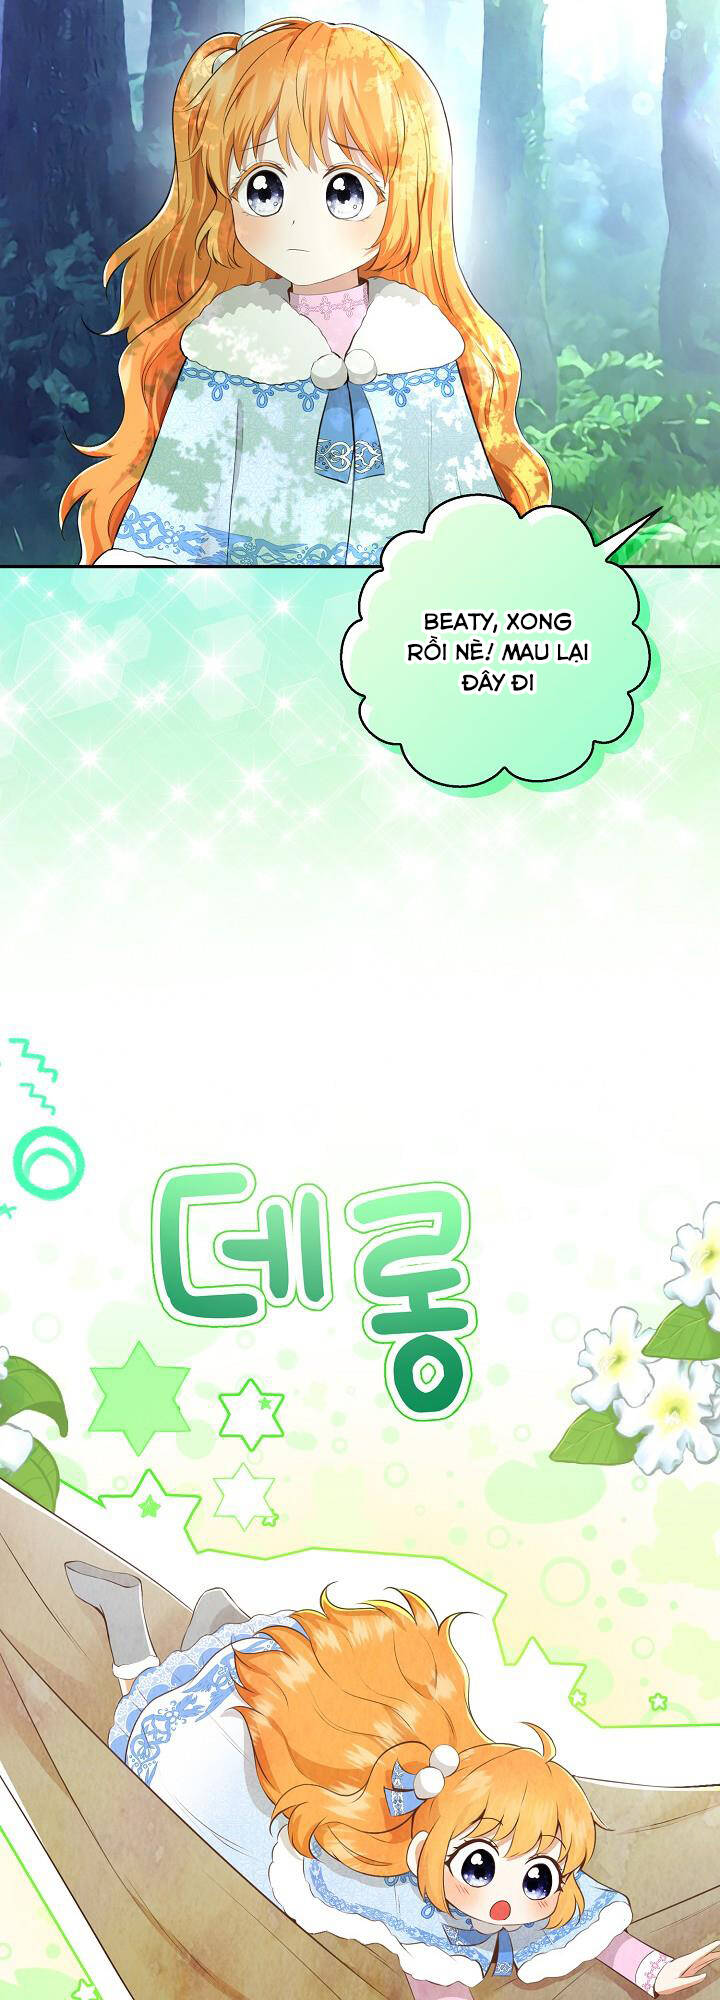 BEATY, XONG
RỒI NÈ! MAU LẠI
ĐÂY ĐI
데롱